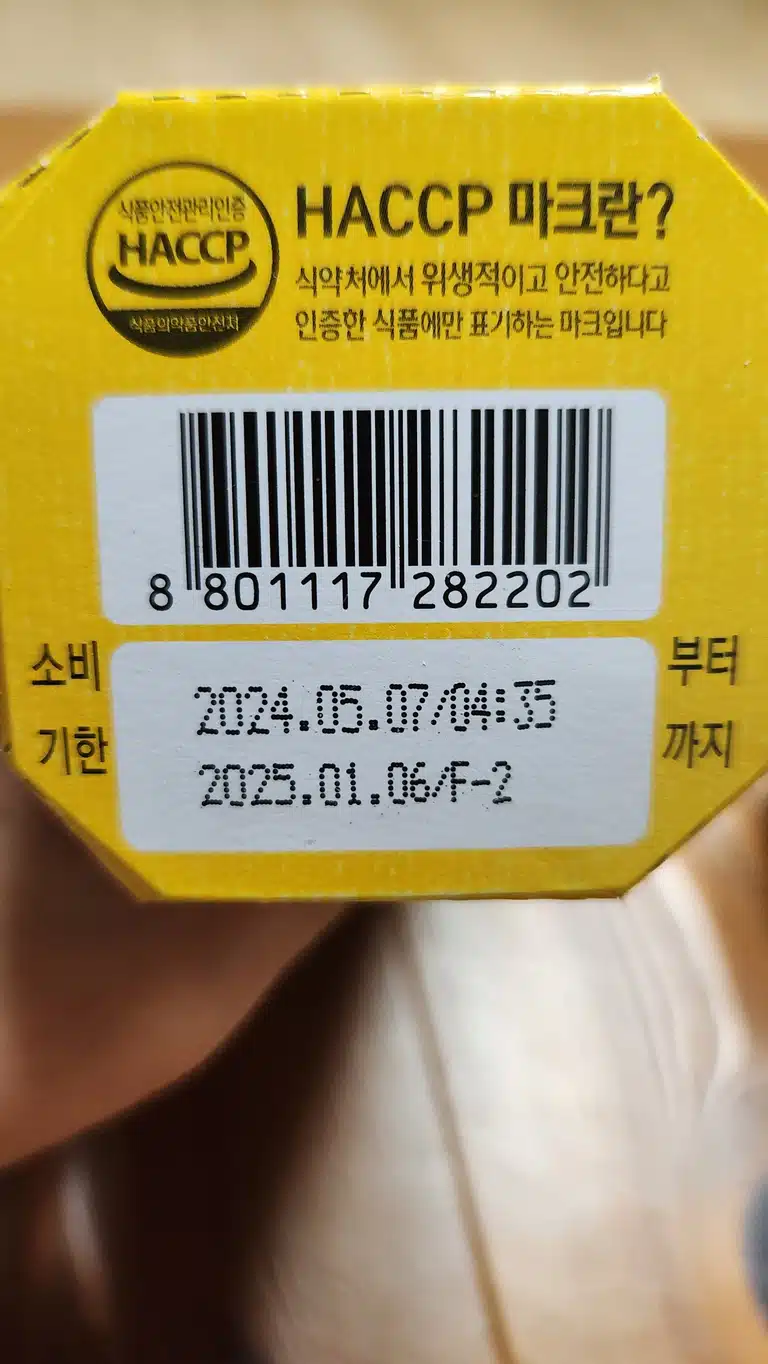 식품안전관리인증
HACCP
식품의약품안전처
HACCP 마크란?
식약처에서 위생적이고 안전하다고
인증한 식품에만 표기하는 마크입니다
8 801117 282202
소비
기한
2024.05.07/04:35
2025.01.06/F-2
부터
까지